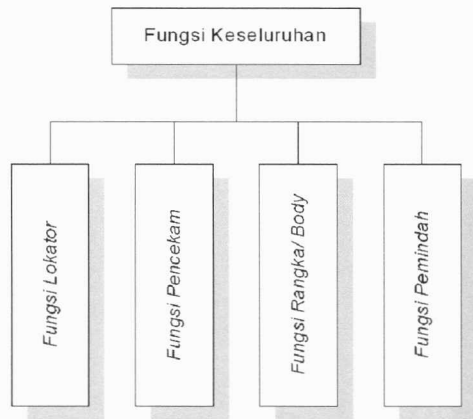 Fungsi Keseluruhan
Fungsi Lokator
Fungsi Pencekam
Fungsi Rangka/ Body
Fungsi Pemindah